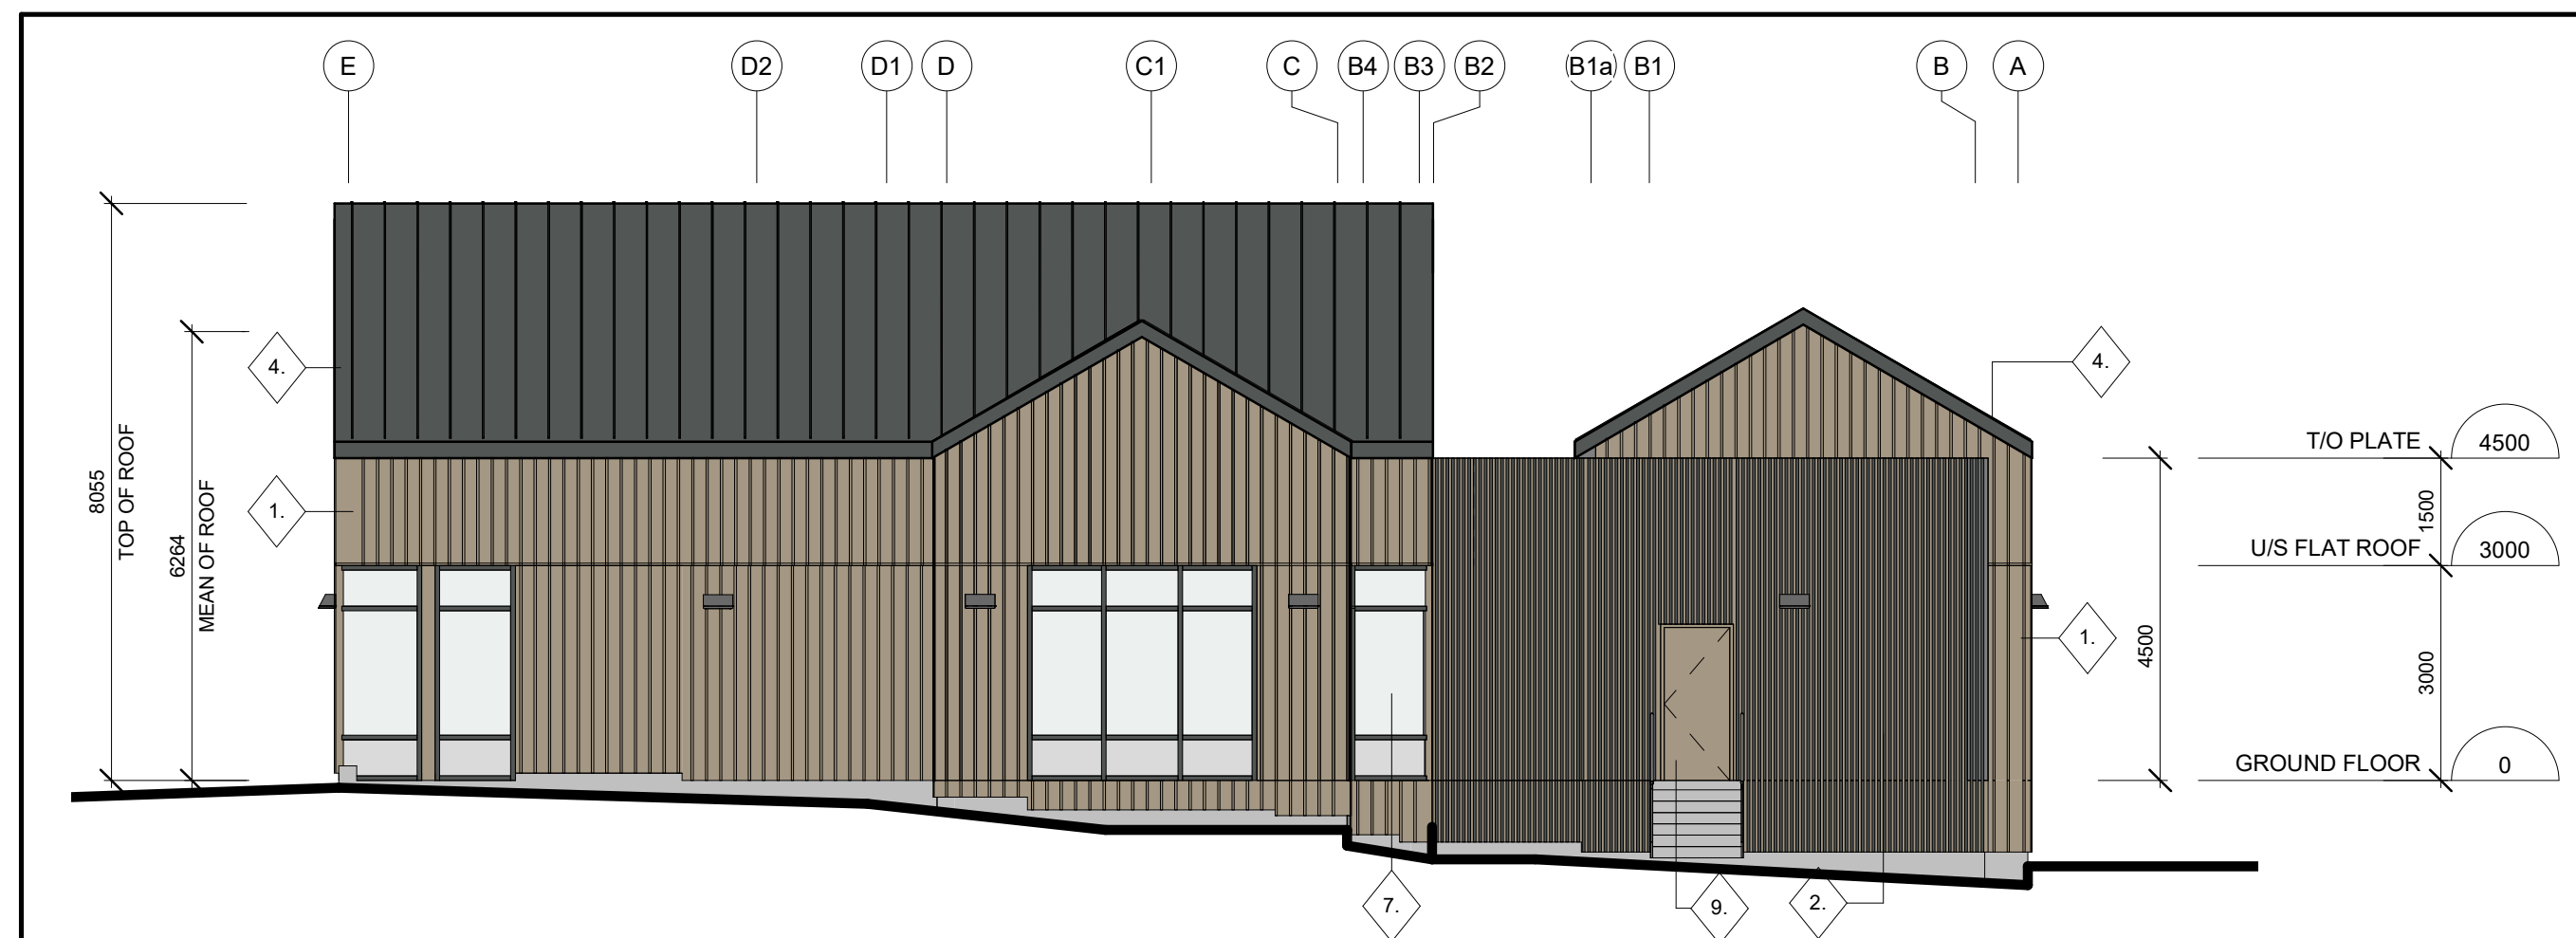 E D2 D1 D C1 C B4 B3 B2 B1a B1 B A
4.
4.
T/O PLATE 4500
8055
TOP OF ROOF
6264
MEAN OF ROOF
1.
1500
U/S FLAT ROOF 3000
1.
4500
3000
GROUND FLOOR 0
7.
9.
2.